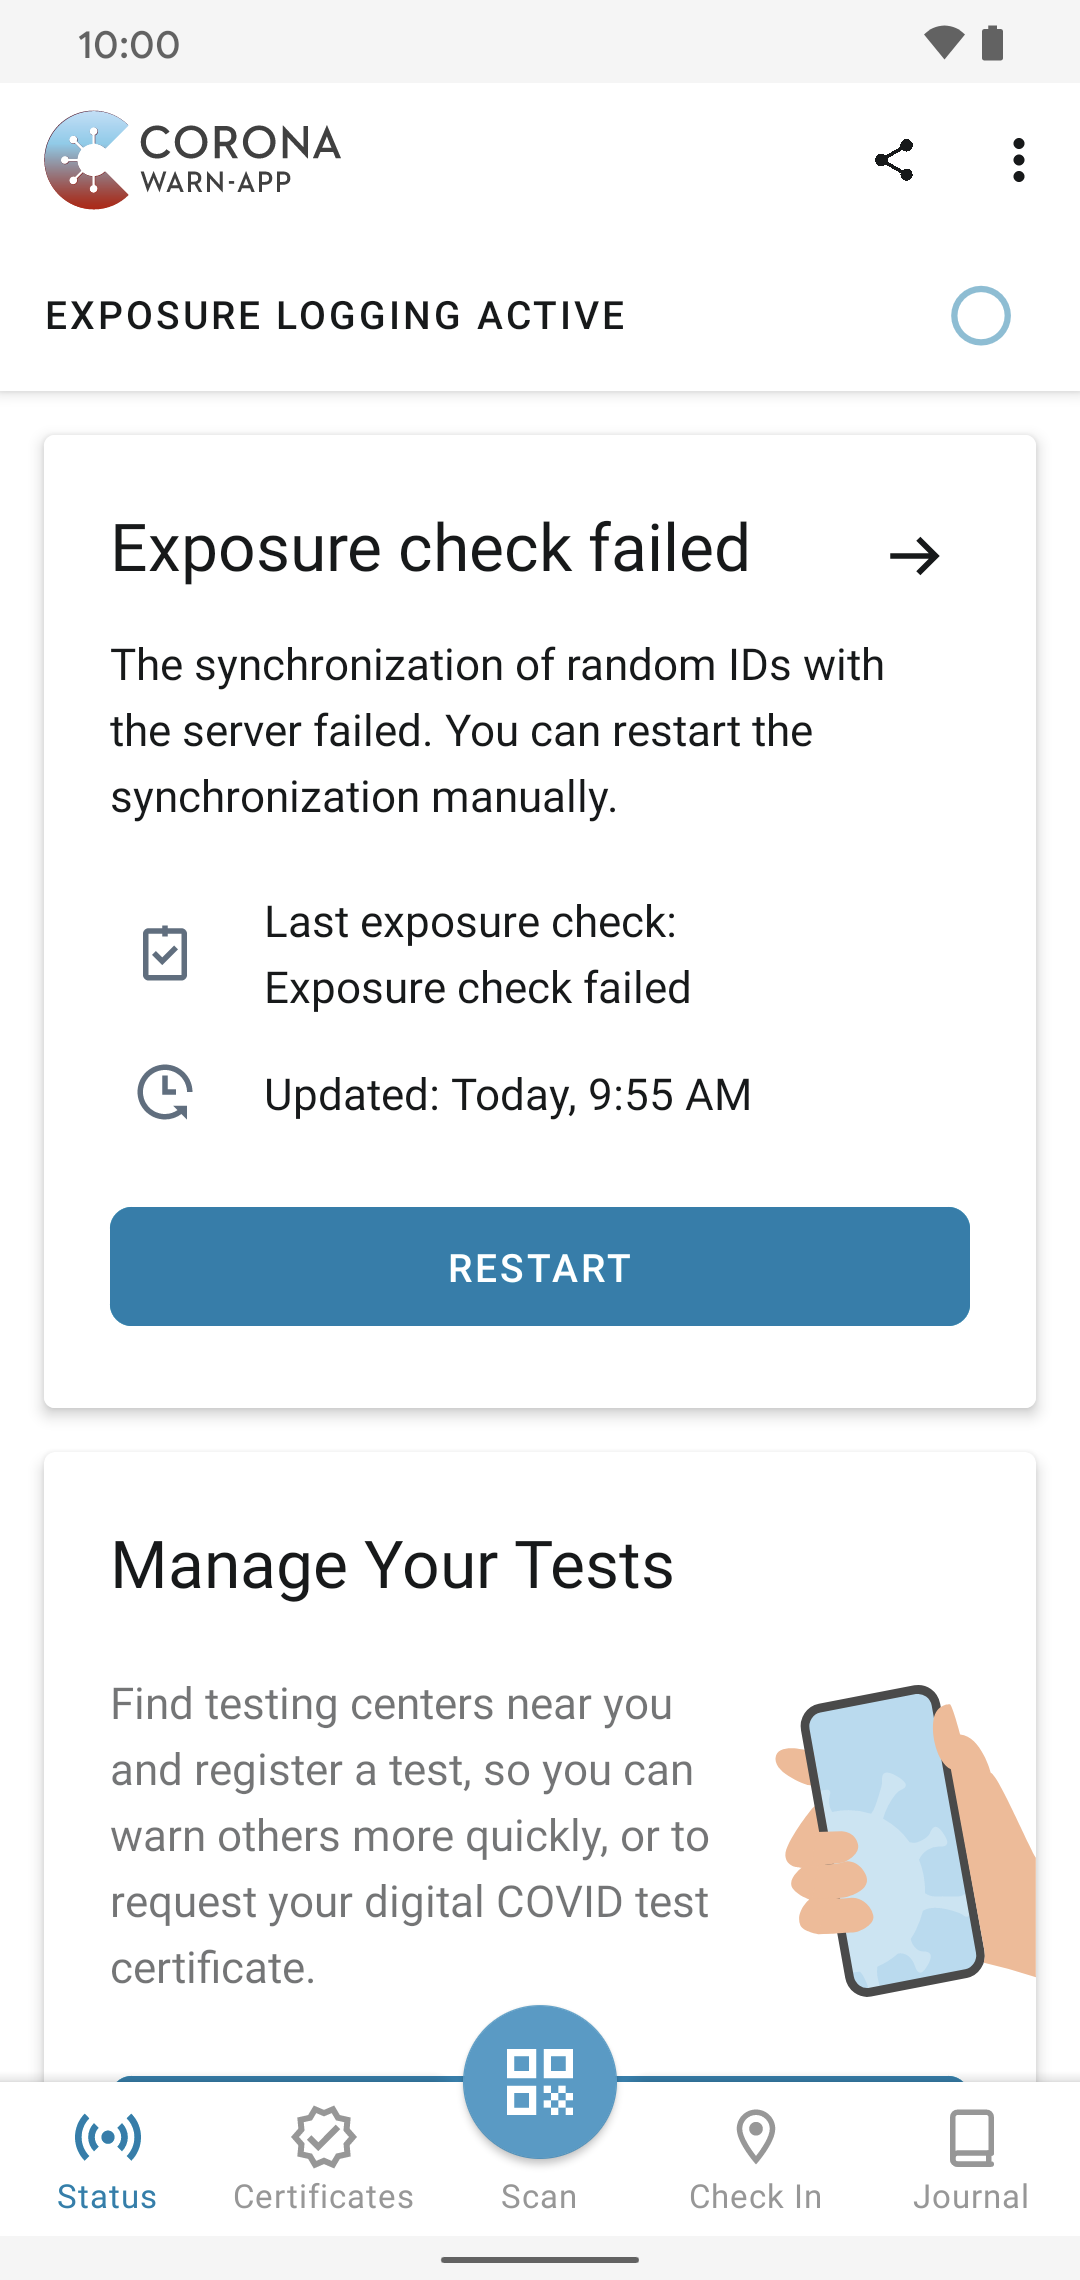 10:00
CORONA
WARN-APP
EXPOSURE LOGGING ACTIVE
Exposure check failed
The synchronization of random IDs with
the server failed. You can restart the
synchronization manually.
Last exposure check:
Exposure check failed
Updated: Today, 9:55 AM
RESTART
Manage Your Tests
Find testing centers near you
and register a test, so you can
warn others more quickly, or to
request your digital COVID test
certificate.
Status
Certificates
Scan
Check In
Journal